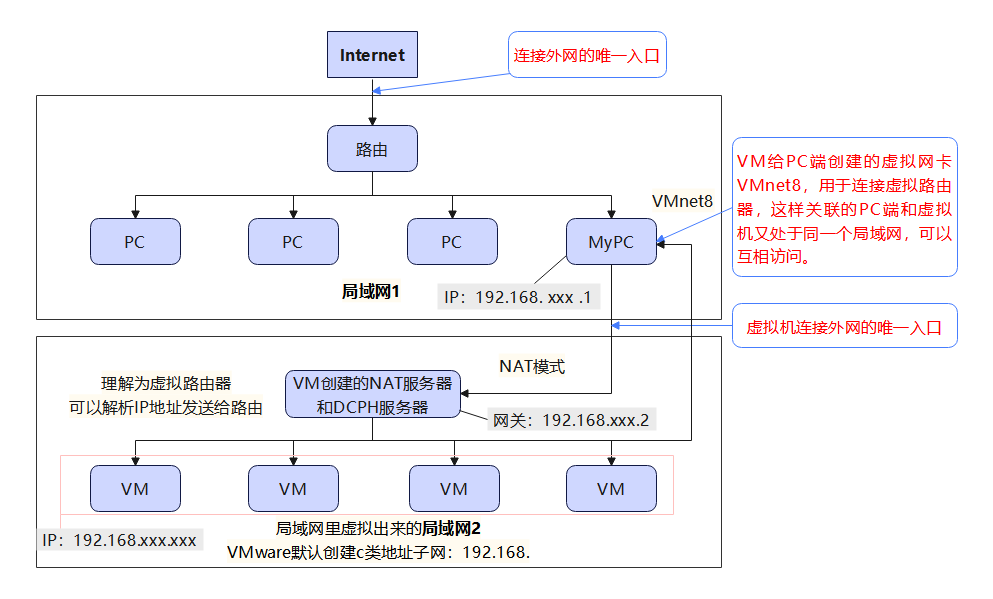 Internet
连接外网的唯一入口
路由
VMnet8
VM给PC端创建的虚拟网卡
VMnet8，用于连接虚拟路由
器，这样关联的PC端和虚拟
机又处于同一个局域网，可以
互相访问。
PC
PC
PC
MyPC
局域网1
IP：192.168. xxx .1
虚拟机连接外网的唯一入口
NAT模式
理解为虚拟路由器
可以解析IP地址发送给路由
VM创建的NAT服务器
和DCPH服务器
网关：192.168.xxx.2
VM
VM
VM
VM
局域网里虚拟出来的局域网2
IP：192.168.xxx.xxx
VMware默认创建c类地址子网：192.168.